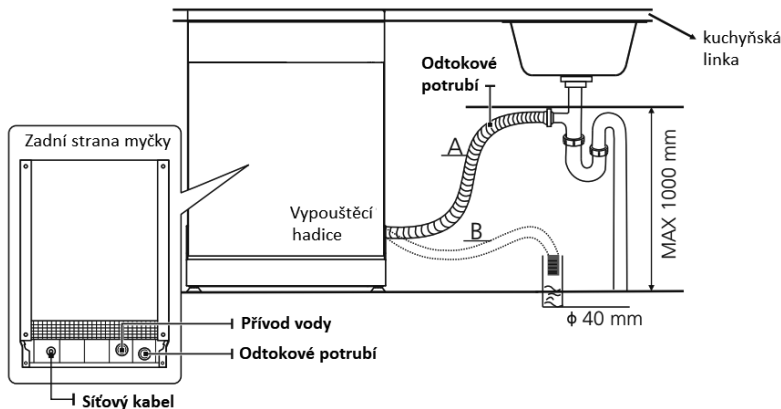 kuchyňská
linka
Odtokové
potrubí
Zadní strana myčky
A
MAX 1000 mm
Vypouštěcí
hadice
B
ϕ 40 mm
Přívod vody
Odtokové potrubí
Síťový kabel